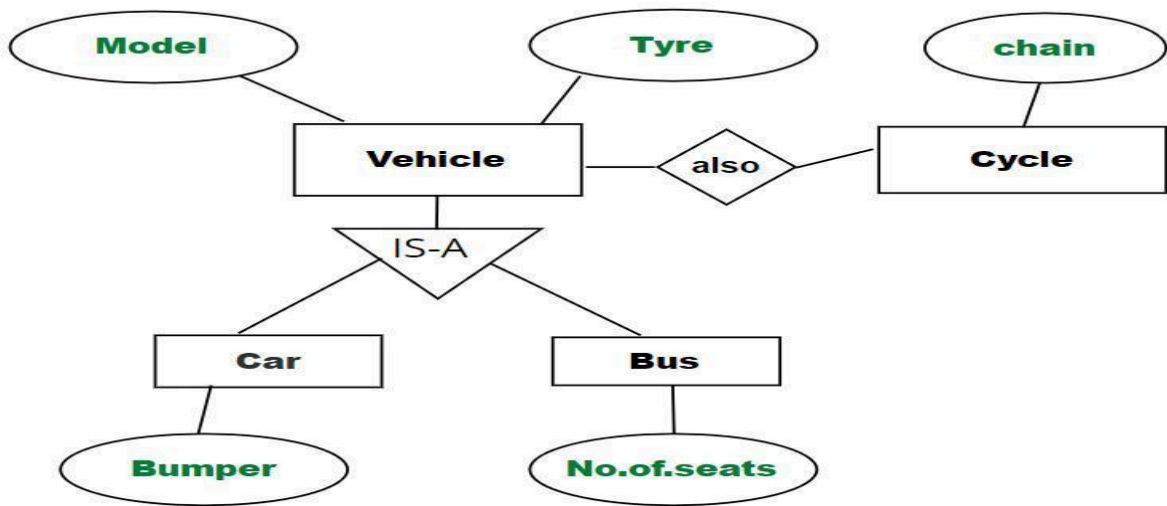 Model
Tyre
chain
Vehicle
also
Cycle
IS-A
Car
Bus
Bumper
No.of.seats